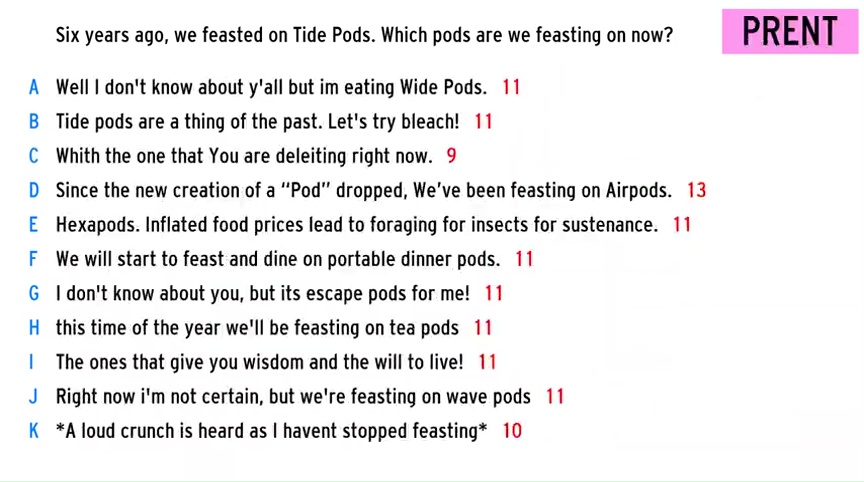 Six years ago, we feasted on Tide Pods. Which pods are we feasting on now?
PRENT
A Well I don't know about y'all but im eating Wide Pods. 11
B Tide pods are a thing of the past. Let's try bleach! 11
C Whith the one that You are deleiting right now. 9
D Since the new creation of a “Pod” dropped, We've been feasting on Airpods. 13
E Hexapods. Inflated food prices lead to foraging for insects for sustenance. 11
F We will start to feast and dine on portable dinner pods. 11
G I don't know about you, but its escape pods for me! 11
H this time of the year we'll be feasting on tea pods 11
I The ones that give you wisdom and the will to live! 11
J Right now i'm not certain, but we're feasting on wave pods 11
K *A loud crunch is heard as I havent stopped feasting* 10